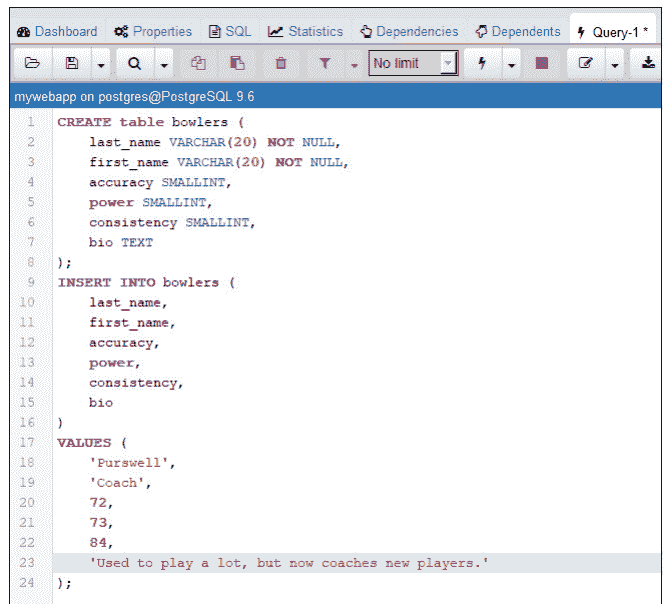 Dashboard Properties SQL Statistics Dependencies Dependents Query-1 *
No limit
mywebapp on postgres@PostgreSQL 9.6
1 CREATE table bowlers (
2 last_name VARCHAR(20) NOT NULL,
3 first_name VARCHAR(20) NOT NULL,
4 accuracy SMALLINT,
5 power SMALLINT,
6 consistency SMALLINT,
7 bio TEXT
8 );
9 INSERT INTO bowlers (
10 last_name,
11 first_name,
12 accuracy,
13 power,
14 consistency,
15 bio
16 )
17 VALUES (
18 'Purswell',
19 'Coach',
20 72,
21 73,
22 84,
23 'Used to play a lot, but now coaches new players.'
24 );